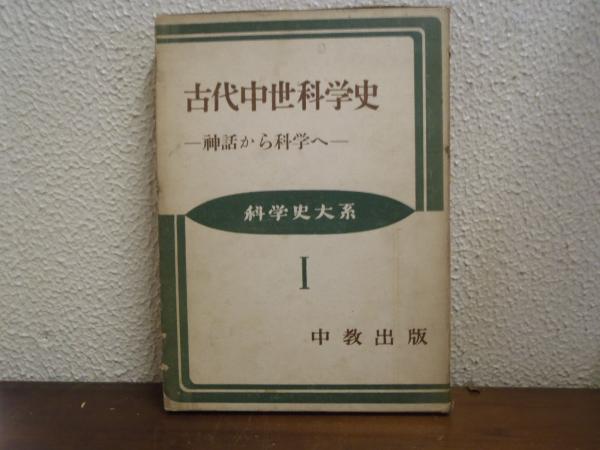 古代中世科学史
―神話から科学へ―
科学史大系
I
中教出版